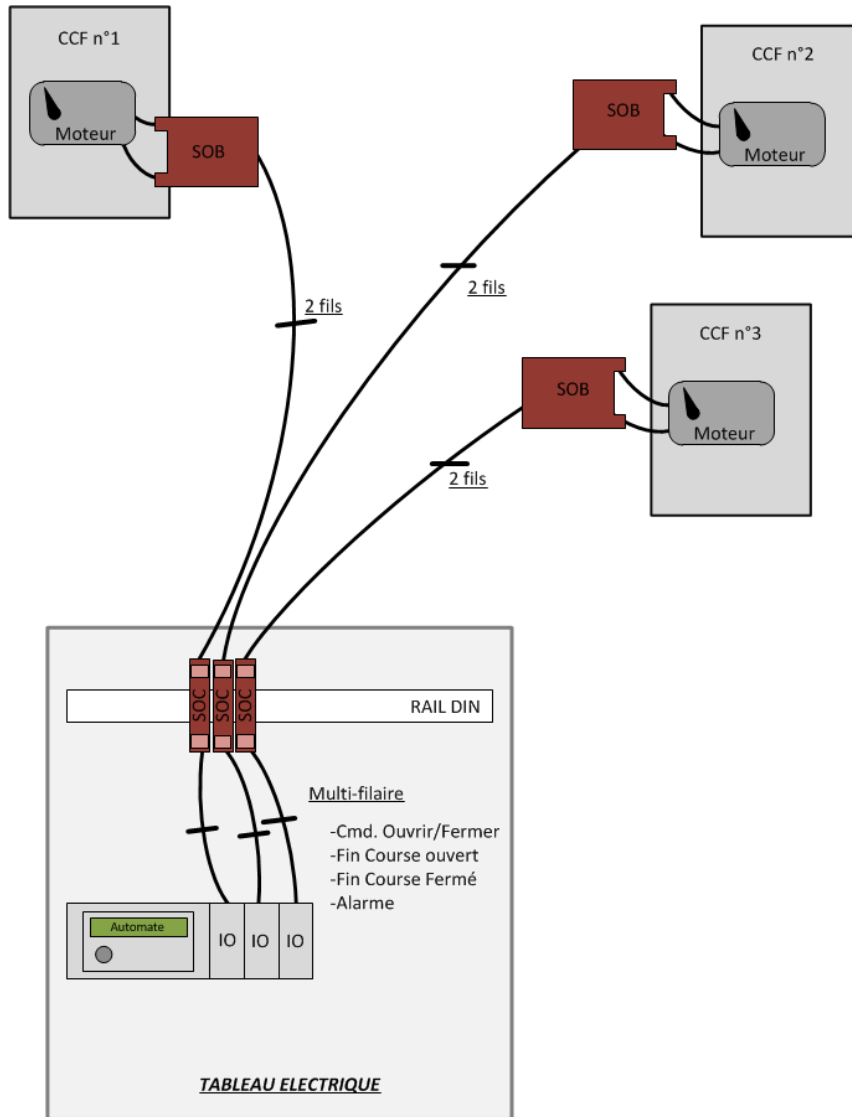 CCF n°1
Moteur
SOB
CCF n°2
SOB
Moteur
2 fils
2 fils
CCF n°3
SOB
Moteur
2 fils
SOC
SOC
SOC
RAIL DIN
Multi-filaire
-Cmd. Ouvrir/Fermer
-Fin Course ouvert
-Fin Course Fermé
-Alarme
Automate
IO
IO
IO
TABLEAU ELECTRIQUE